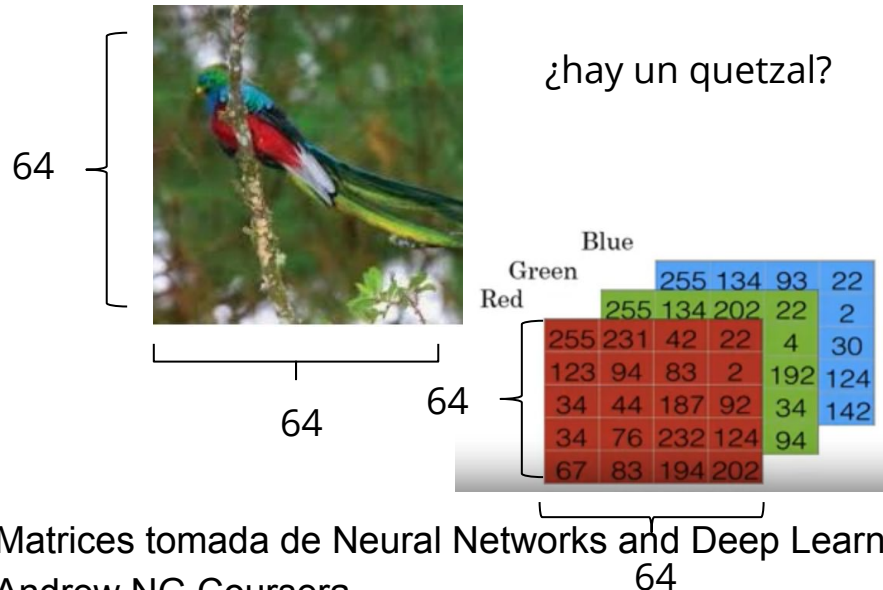 ¿hay un quetzal?
64
64
Blue
Green
Red
255 134 93 22
2
30
124
142
255 134 202 22
4
192
34
94
255 231 42 22
123 94 83 2
34 44 187 92
34 76 232 124
67 83 194 202
64
64
Matrices tomada de Neural Networks and Deep Learn
Andrew NG Coursera